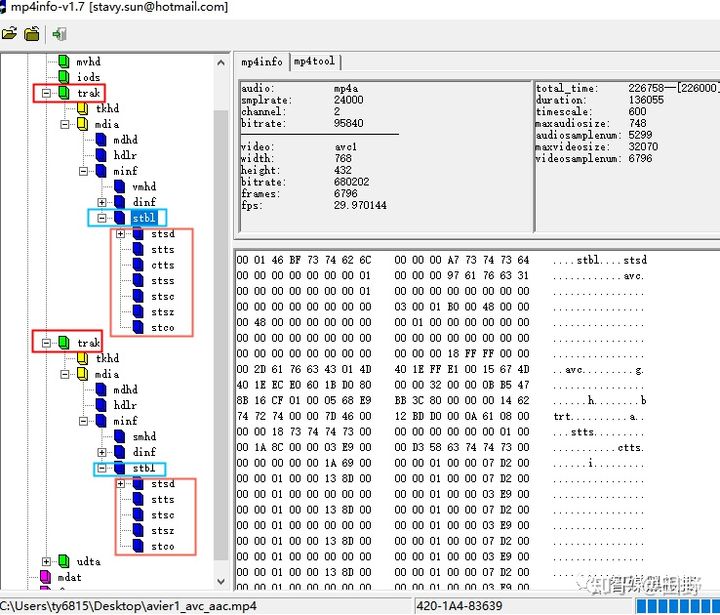 mp4info-v1.7 [stavy.sun@hotmail.com]
mvhd
iods
trak
tkhd
mdia
mdhd
hdlr
minf
vmhd
dinf
stbl
stsd
stts
ctts
stss
stsc
stsz
stco
trak
tkhd
mdia
mdhd
hdlr
minf
smhd
dinf
stbl
stsd
stts
stsc
stsz
stco
udta
mdat
mp4info mp4tool
audio: mp4a
smplrate: 24000
channel: 2
bitrate: 95840
video: avc1
width: 768
height: 432
bitrate: 680202
frames: 6796
fps: 29.970144
total_time: 226758--[226000]
duration: 136055
timescale: 600
maxaudiosize: 748
audiosamplenum: 5299
maxvideosize: 32070
videosamplenum: 6796
00 01 46 BF 73 74 62 6C 00 00 00 A7 73 74 73 64 ....stbl....stsd
00 00 00 00 00 00 00 01 00 00 00 97 61 76 63 31 ............avc.
00 00 00 00 00 00 00 01 00 00 00 00 00 00 00 00 ................
00 00 00 00 00 00 00 00 03 00 01 B0 00 48 00 00 ................
00 48 00 00 00 00 00 00 00 01 00 00 00 00 00 00 ................
00 00 00 00 00 00 00 00 00 00 00 00 00 00 00 00 ................
00 00 00 00 00 00 00 00 00 00 00 18 FF FF 00 00 ................
00 2D 61 76 63 43 01 4D 40 1E FF E1 00 15 67 4D ..avc.........g.
40 1E EC E0 60 1B D0 80 00 00 32 00 00 0B B5 47
8B 16 CF 01 00 05 68 E9 BB 3C 80 00 00 00 14 62 ......h........b
74 72 74 00 00 7D 46 00 12 BD D0 00 0A 61 08 00 trt..........a..
00 00 18 73 74 74 73 00 00 00 00 00 00 00 01 00 ...stts.........
00 1A 8C 00 00 03 E9 00 00 D3 58 63 74 74 73 00 ...........ctts.
00 00 00 00 00 1A 69 00 00 00 01 00 00 07 D2 00 ......i.........
00 00 01 00 00 13 8D 00 00 00 01 00 00 07 D2 00 ................
00 00 01 00 00 00 00 00 00 00 01 00 00 03 E9 00 ................
00 00 01 00 00 13 8D 00 00 00 01 00 00 07 D2 00 ................
00 00 01 00 00 00 00 00 00 00 01 00 00 03 E9 00 ................
00 00 01 00 00 13 8D 00 00 00 01 00 00 07 D2 00 ................
00 00 01 00 00 00 00 00 00 00 01 00 00 03 E9 00
00 00 01 00 00 13 8D 00 00 00 01 00 00 07 D2 00
C:\Users\ty6815\Desktop\avier1_avc_aac.mp4
420-1A4-83639